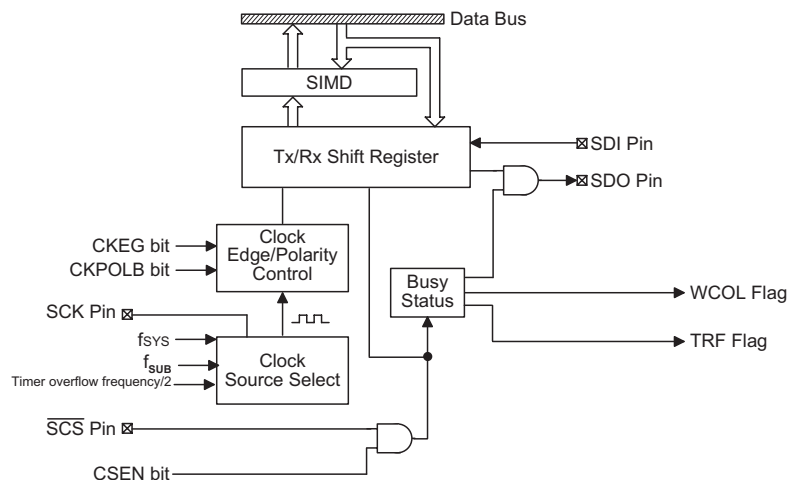 Data Bus
SIMD
Tx/Rx Shift Register
SDI Pin
SDO Pin
CKEG bit
CKPOLB bit
Clock
Edge/Polarity
Control
Busy
Status
WCOL Flag
TRF Flag
SCK Pin
fSYS
fSUB
Timer overflow frequency/2
Clock
Source Select
SCS Pin
CSEN bit